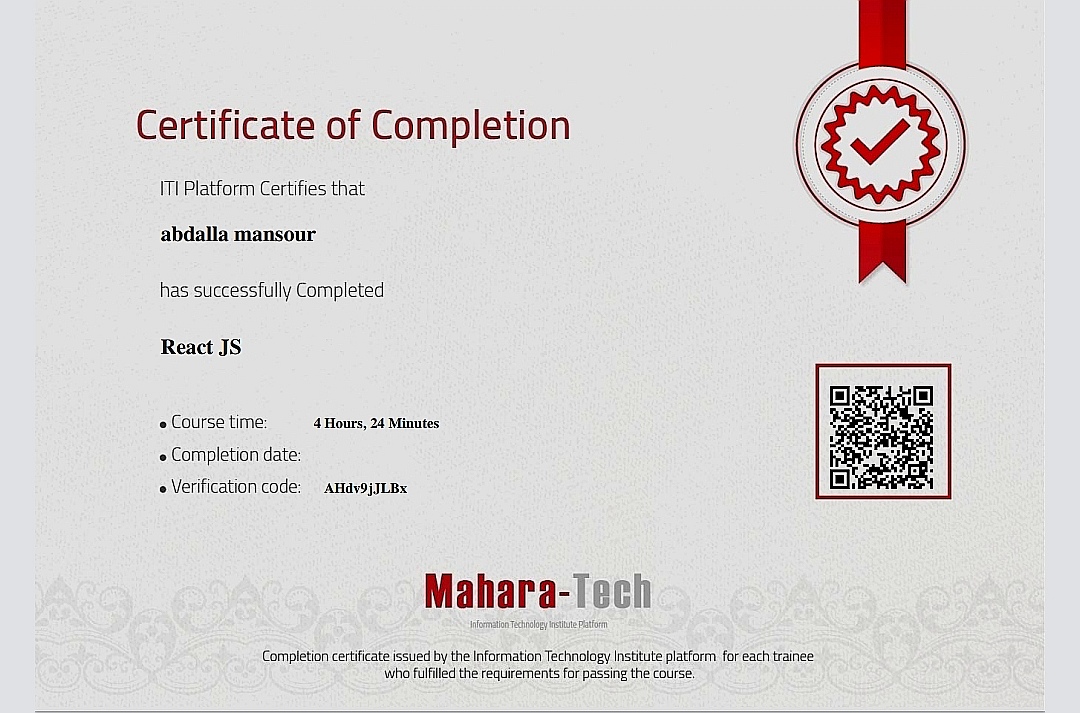 Certificate of Completion
ITI Platform Certifies that
abdalla mansour
has successfully Completed
React JS
• Course time: 4 Hours, 24 Minutes
• Completion date:
• Verification code: AHdv9jJLBx
Mahara-Tech
Information Technology Institute Platform
Completion certificate issued by the Information Technology Institute platform for each trainee
who fulfilled the requirements for passing the course.